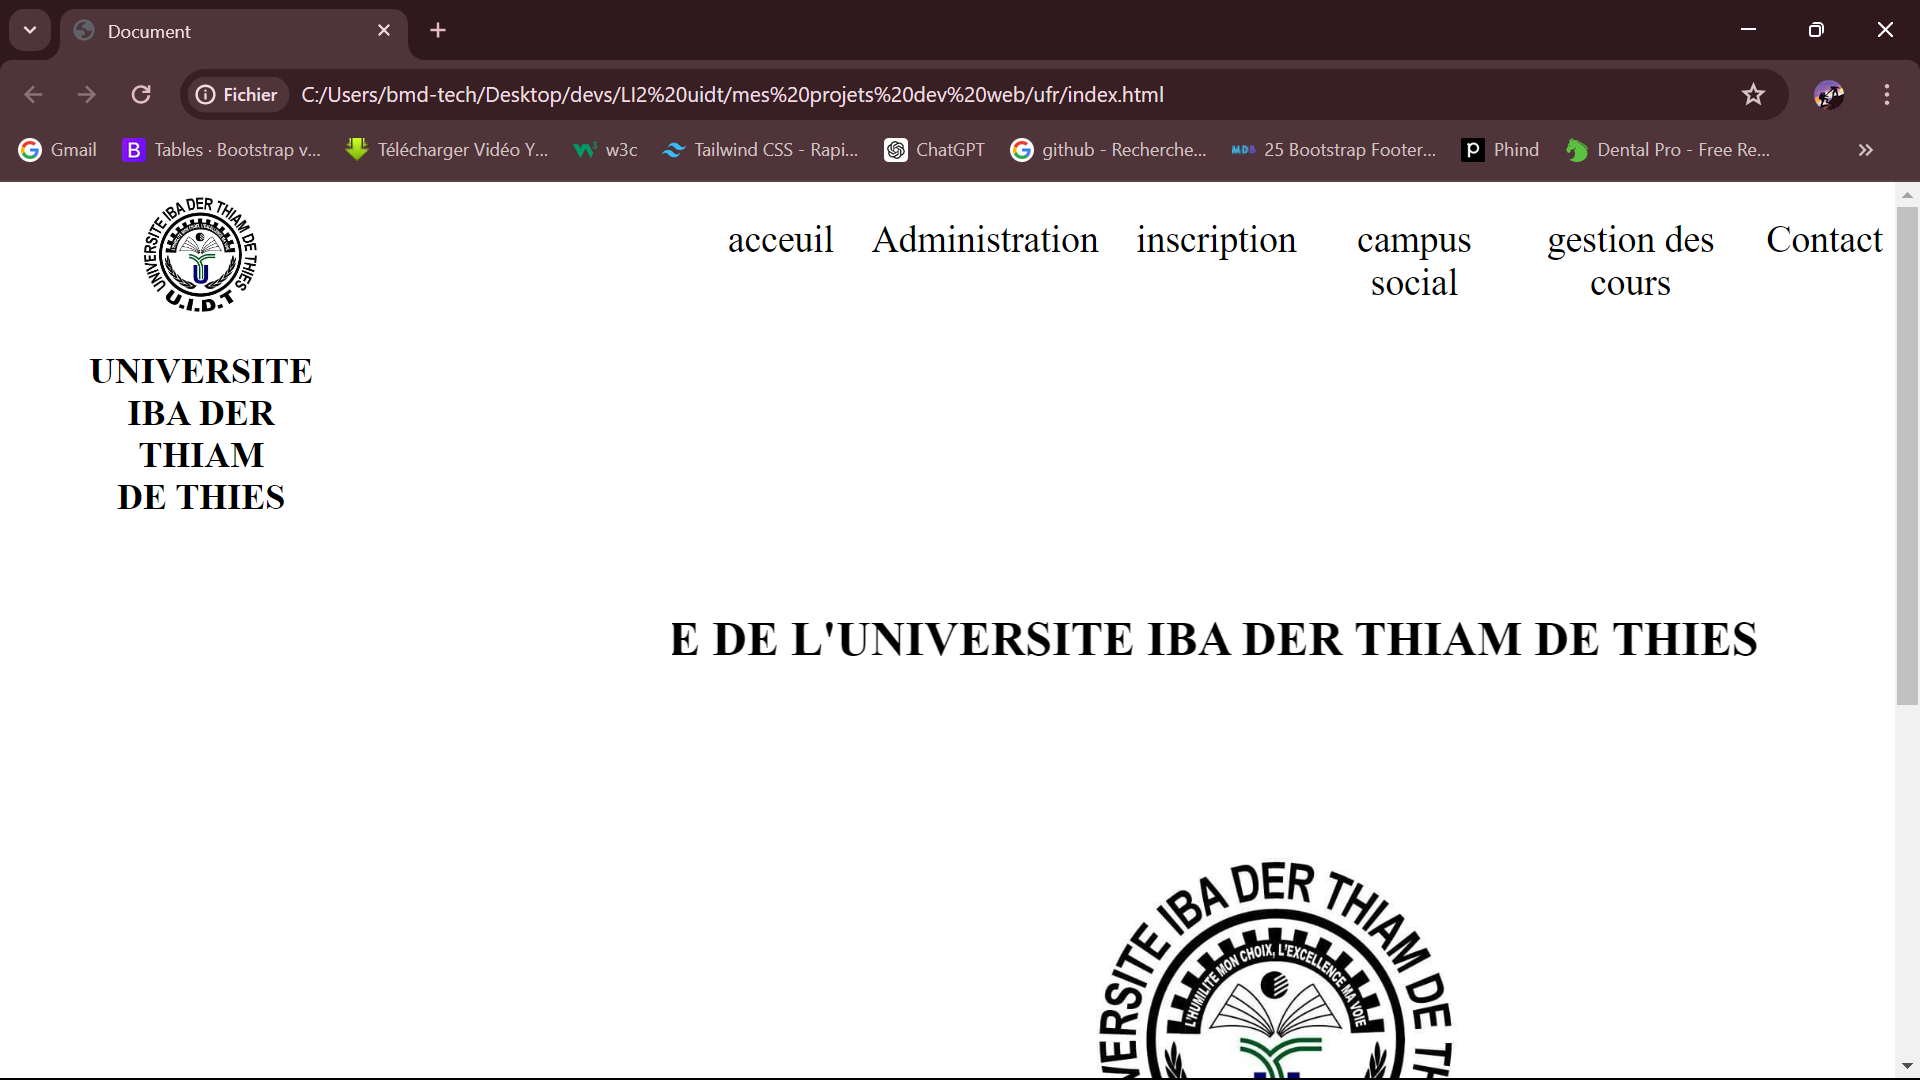 Document
Fichier
C:/Users/bmd-tech/Desktop/devs/LI2%20uidt/mes%20projets%20dev%20web/ufr/index.html
Gmail
B Tables · Bootstrap v...
Télécharger Vidéo Y...
w3c
Tailwind CSS - Rapi...
ChatGPT
github - Recherche...
MDB 25 Bootstrap Footer...
p Phind
Dental Pro - Free Re...
UNIVERSITE IBA DER THIAM DE THIES
U.I.D.T
acceuil
Administration
inscription
campus
social
gestion des
cours
Contact
UNIVERSITE
IBA DER
THIAM
DE THIES
E DE L'UNIVERSITE IBA DER THIAM DE THIES
VERSITE IBA DER THIAM DE TH
L'HUMILITE MON CHOIX, L'EXCELLENCE MA VOIE